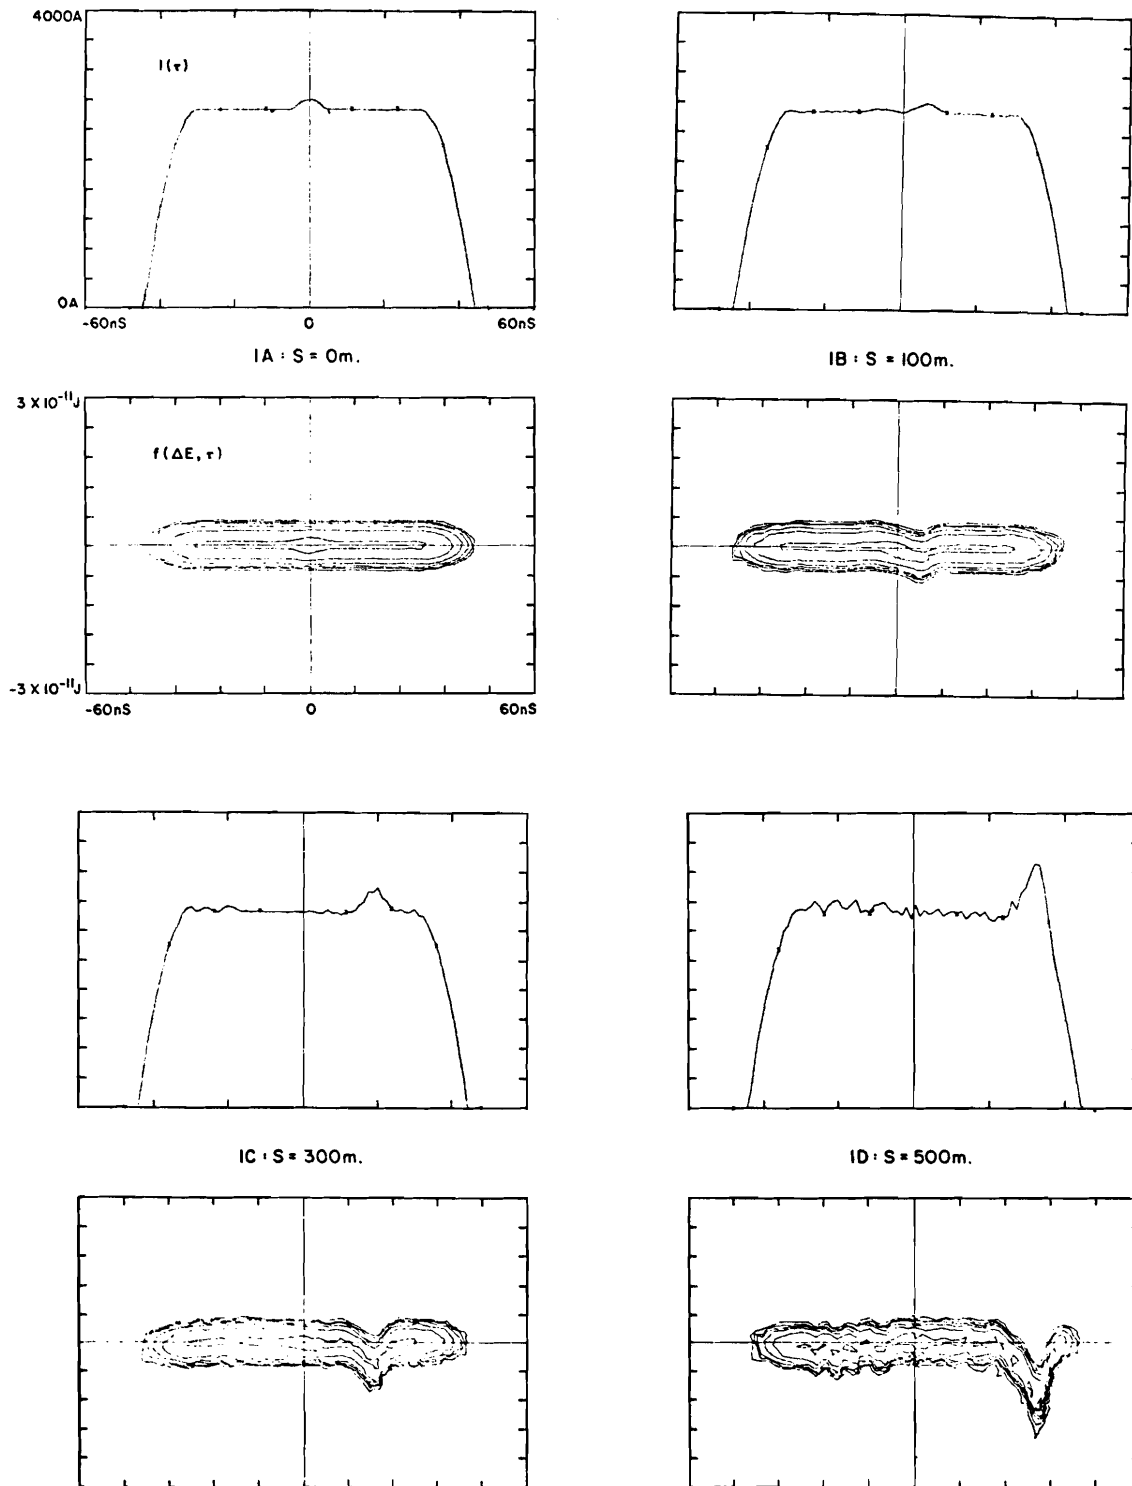 4000A
I(τ)
0A
-60nS 0 60nS
IA : S = 0m.
IB : S = 100m.
3 X 10⁻¹¹J
f(ΔE, τ)
-3 X 10⁻¹¹J
-60nS 0 60nS
IC : S = 300m.
ID : S = 500m.